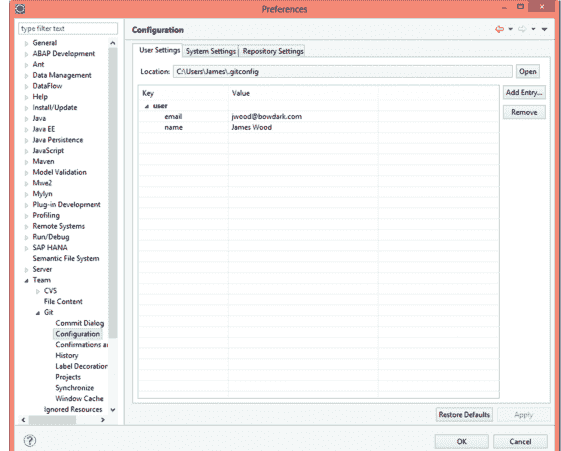 Preferences
type filter text
General
ABAP Development
Ant
Data Management
DataFlow
Help
Install/Update
Java
Java EE
Java Persistence
JavaScript
Maven
Model Validation
Mwe2
Mylyn
Plug-in Development
Profiling
Remote Systems
Run/Debug
SAP HANA
Semantic File System
Server
Team
CVS
File Content
Git
Commit Dialog
Configuration
Confirmations a
History
Label Decoration
Projects
Synchronize
Window Cache
Ignored Resources
Configuration
User Settings System Settings Repository Settings
Location: C:\Users\James\.gitconfig Open
Key Value Add Entry...
user Remove
email jwood@bowdark.com
name James Wood
Restore Defaults Apply
OK Cancel